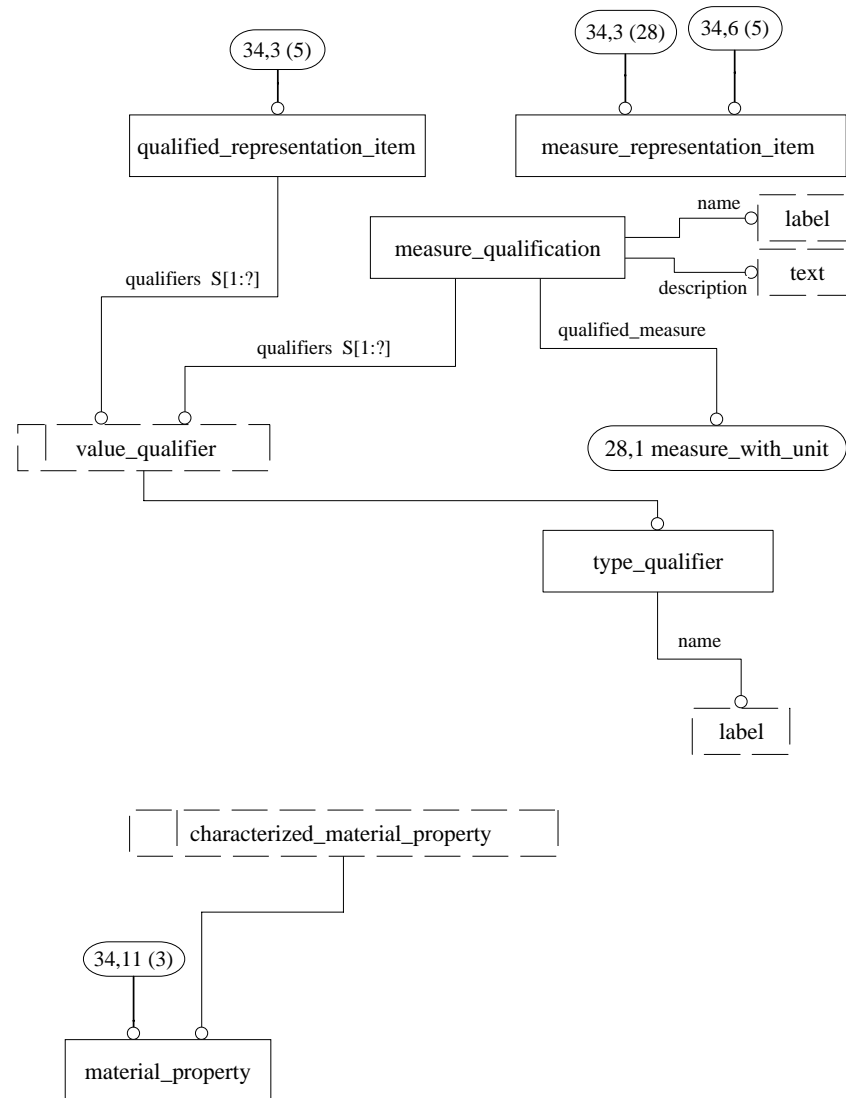 34,3 (5)
34,3 (28)
34,6 (5)
qualified_representation_item
measure_representation_item
name
label
measure_qualification
text
description
qualifiers S[1:?]
qualified_measure
qualifiers S[1:?]
value_qualifier
28,1 measure_with_unit
type_qualifier
name
label
characterized_material_property
34,11 (3)
material_property